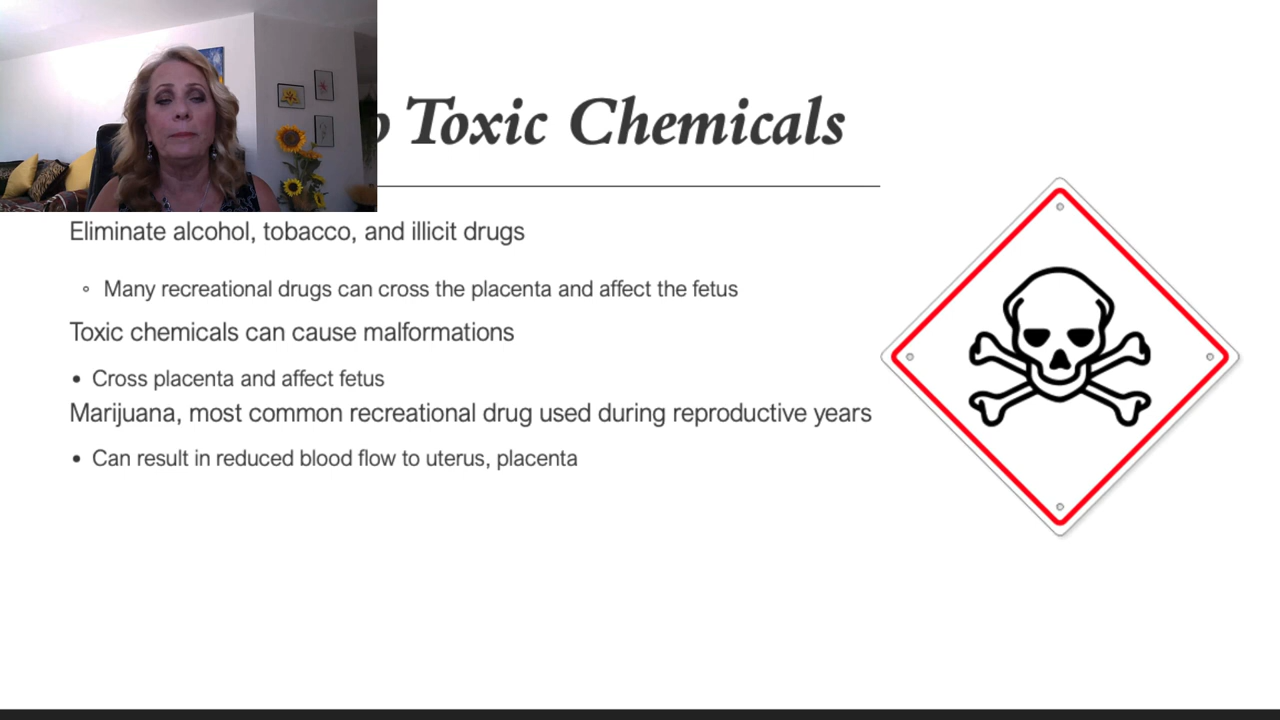 Toxic Chemicals
Eliminate alcohol, tobacco, and illicit drugs
Many recreational drugs can cross the placenta and affect the fetus
Toxic chemicals can cause malformations
Cross placenta and affect fetus
Marijuana, most common recreational drug used during reproductive years
Can result in reduced blood flow to uterus, placenta